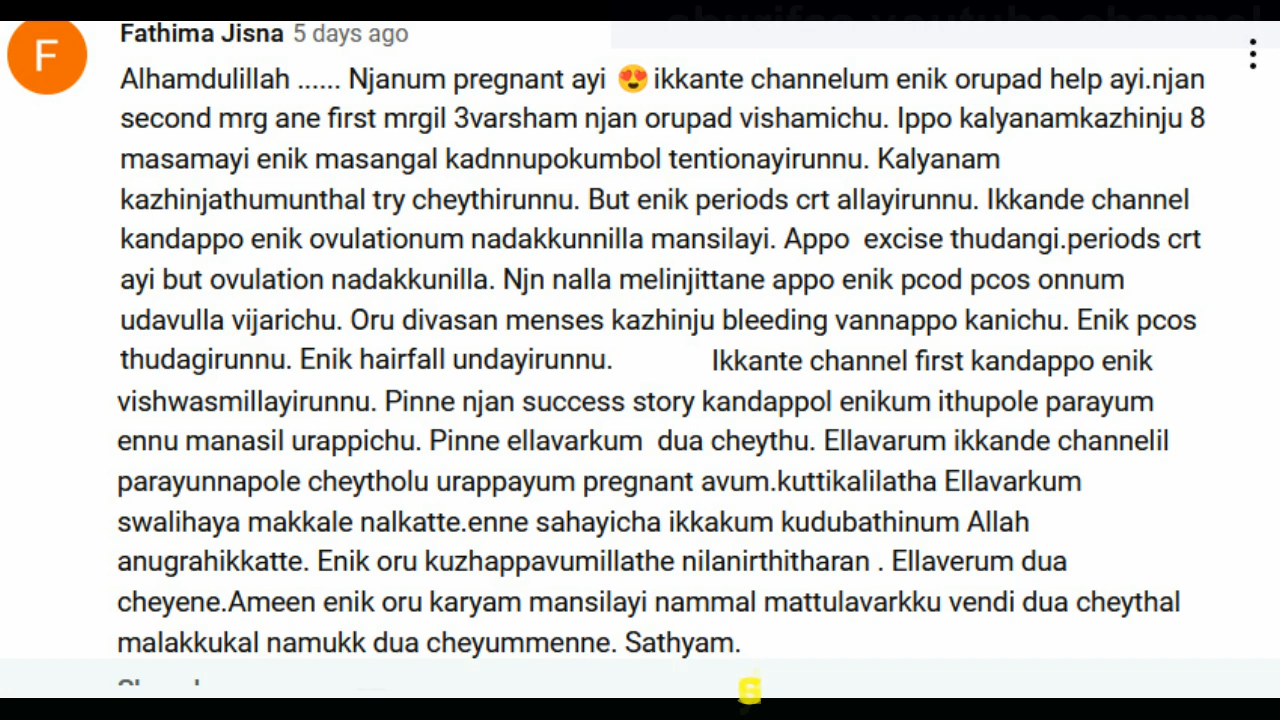 F
Fathima Jisna 5 days ago
Alhamdulillah ...... Njanum pregnant ayi 😍 ikkante channelum enik orupad help ayi.njan
second mrg ane first mrgil 3varsham njan orupad vishamichu. Ippo kalyanamkazhinju 8
masamayi enik masangal kadnnupokumbol tentionayirunnu. Kalyanam
kazhinjathumunthal try cheythirunnu. But enik periods crt allayirunnu. Ikkande channel
kandappo enik ovulationum nadakkunnilla mansilayi. Appo excise thudangi.periods crt
ayi but ovulation nadakkunilla. Njn nalla melinjittane appo enik pcod pcos onnum
udavulla vijarichu. Oru divasan menses kazhinju bleeding vannappo kanichu. Enik pcos
thudagirunnu. Enik hairfall undayirunnu. Ikkante channel first kandappo enik
vishwasmillayirunnu. Pinne njan success story kandappol enikum ithupole parayum
ennu manasil urappichu. Pinne ellavarkum dua cheythu. Ellavarum ikkande channelil
parayunnapole cheytholu urappayum pregnant avum.kuttikalilatha Ellavarkum
swalihaya makkale nalkatte.enne sahayicha ikkakum kudubathinum Allah
anugrahikkatte. Enik oru kuzhappavumillathe nilanirthitharan . Ellaverum dua
cheyene.Ameen enik oru karyam mansilayi nammal mattulavarkku vendi dua cheythal
malakkukal namukk dua cheyummenne. Sathyam.
S